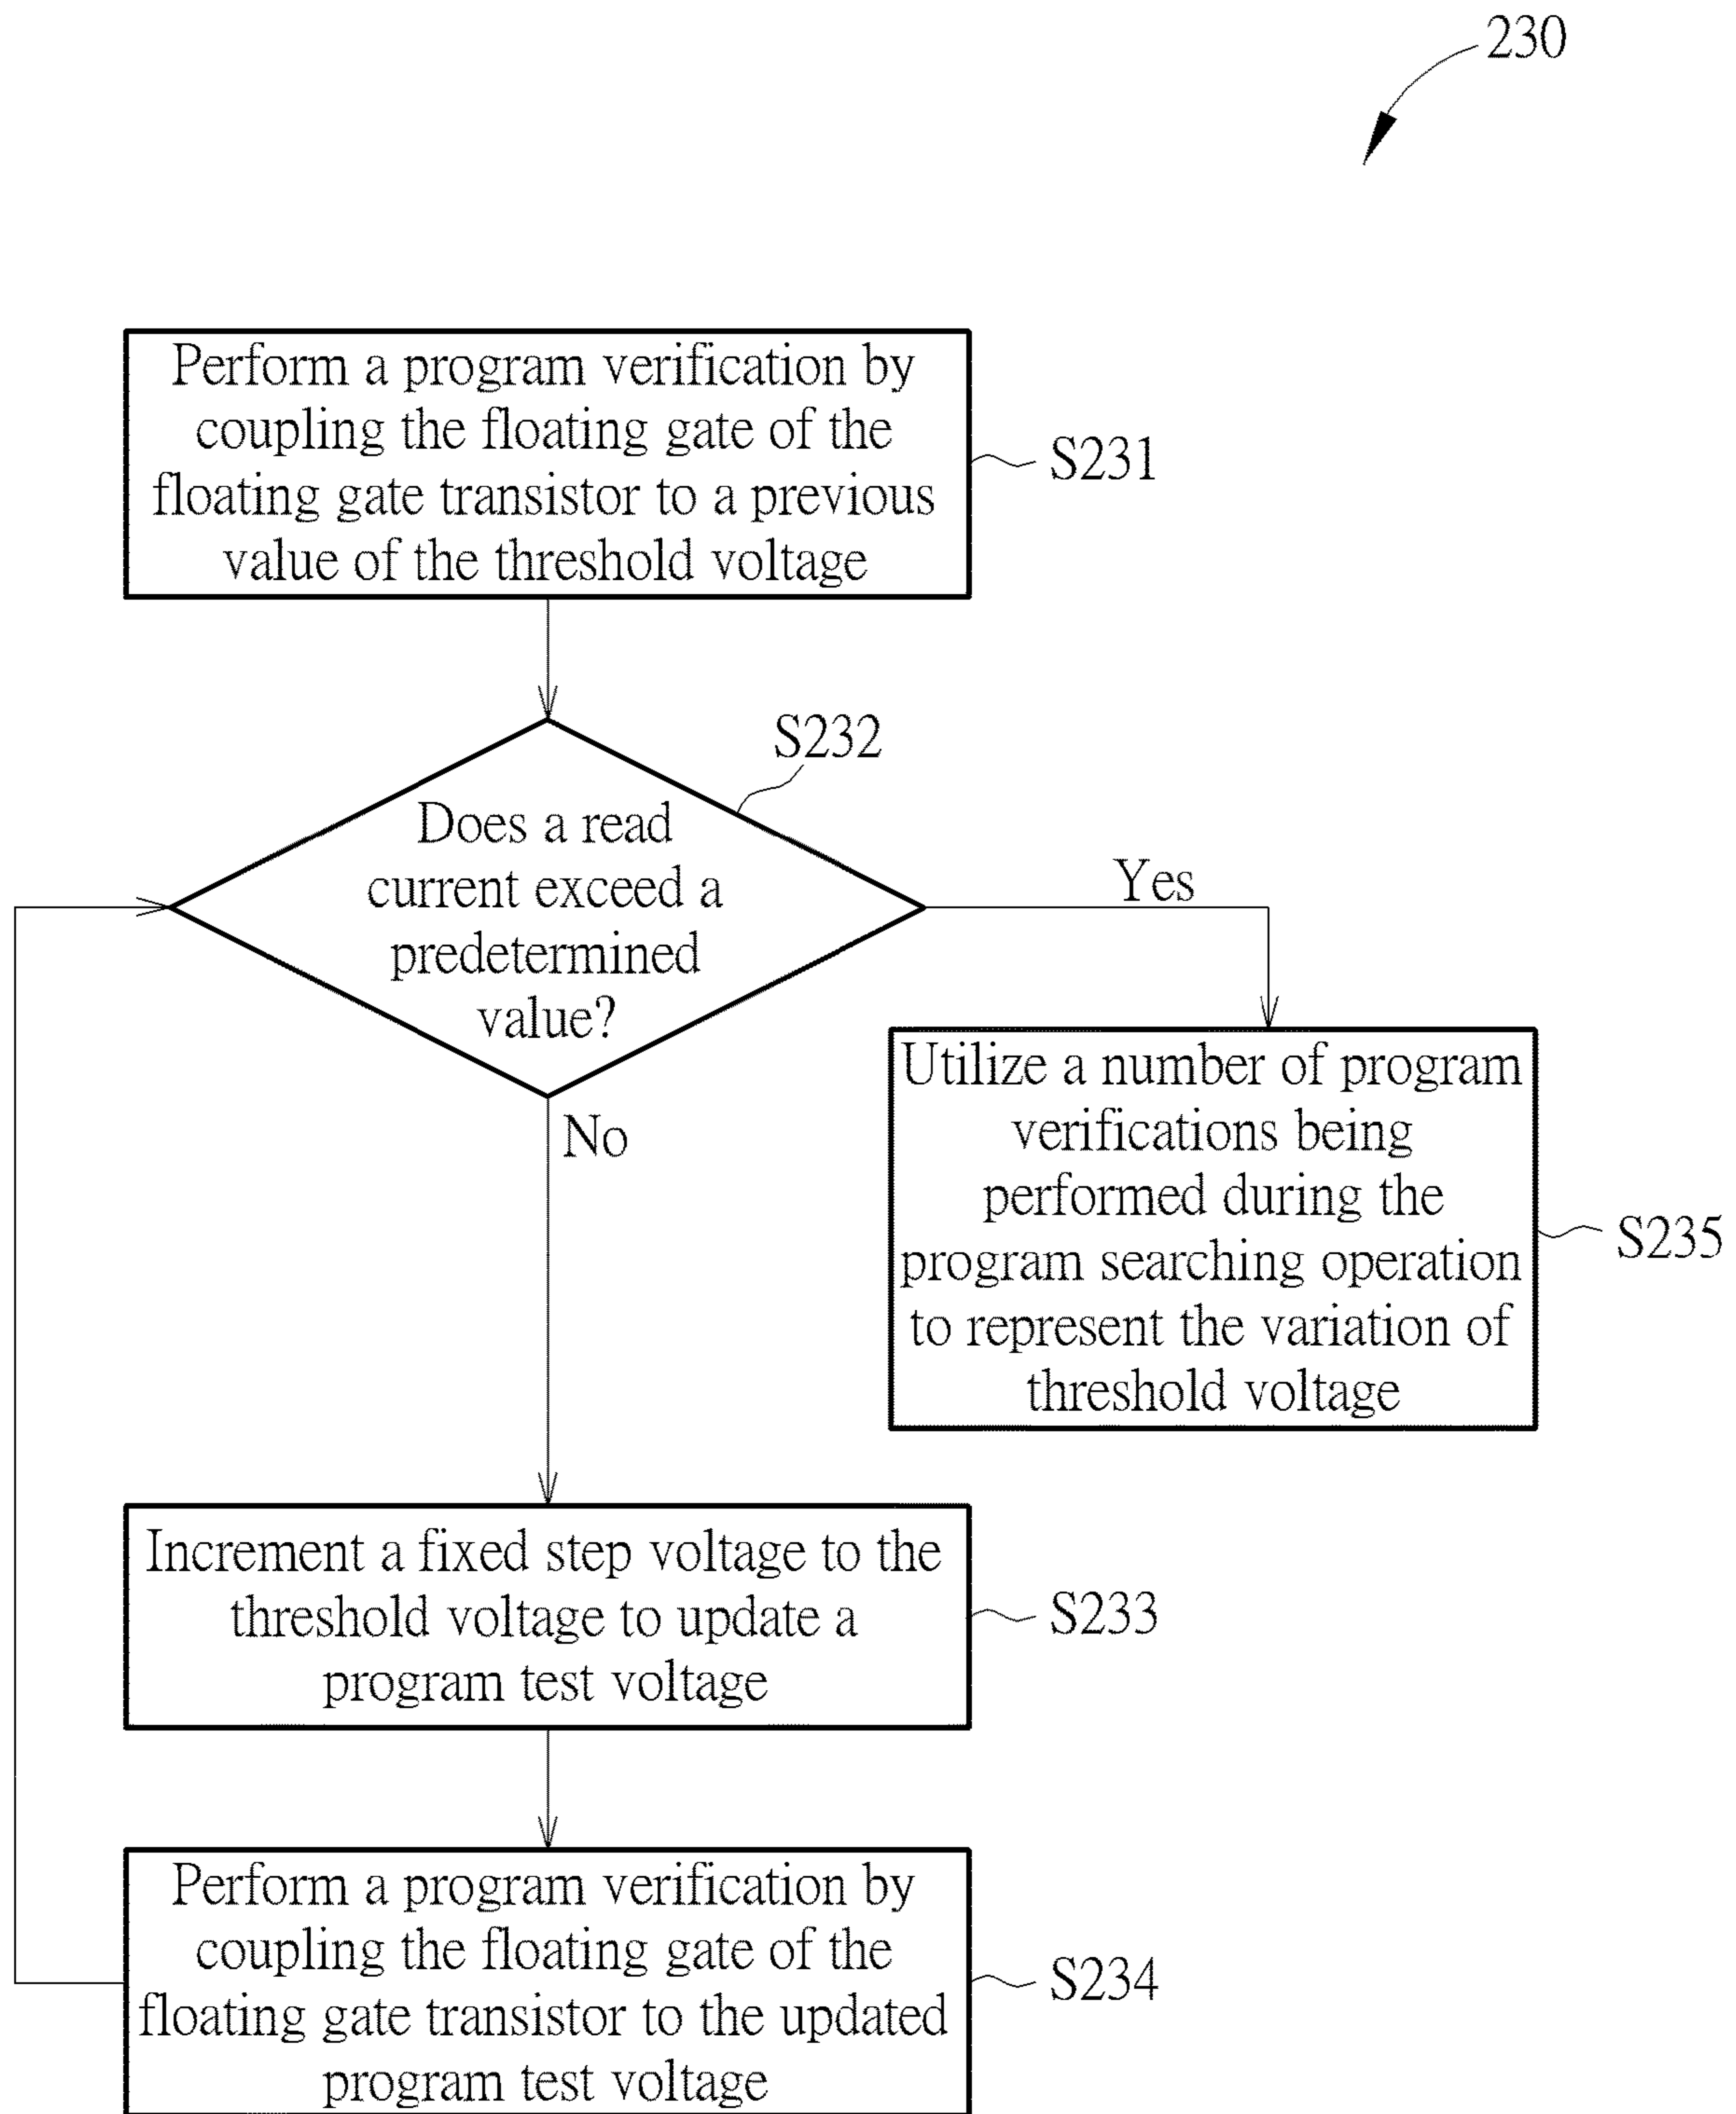 230
Perform a program verification by
coupling the floating gate of the
floating gate transistor to a previous
value of the threshold voltage
S231
S232
Does a read
current exceed a
predetermined
value?
Yes
No
Utilize a number of program
verifications being
performed during the
program searching operation
to represent the variation of
threshold voltage
S235
Increment a fixed step voltage to the
threshold voltage to update a
program test voltage
S233
Perform a program verification by
coupling the floating gate of the
floating gate transistor to the updated
program test voltage
S234